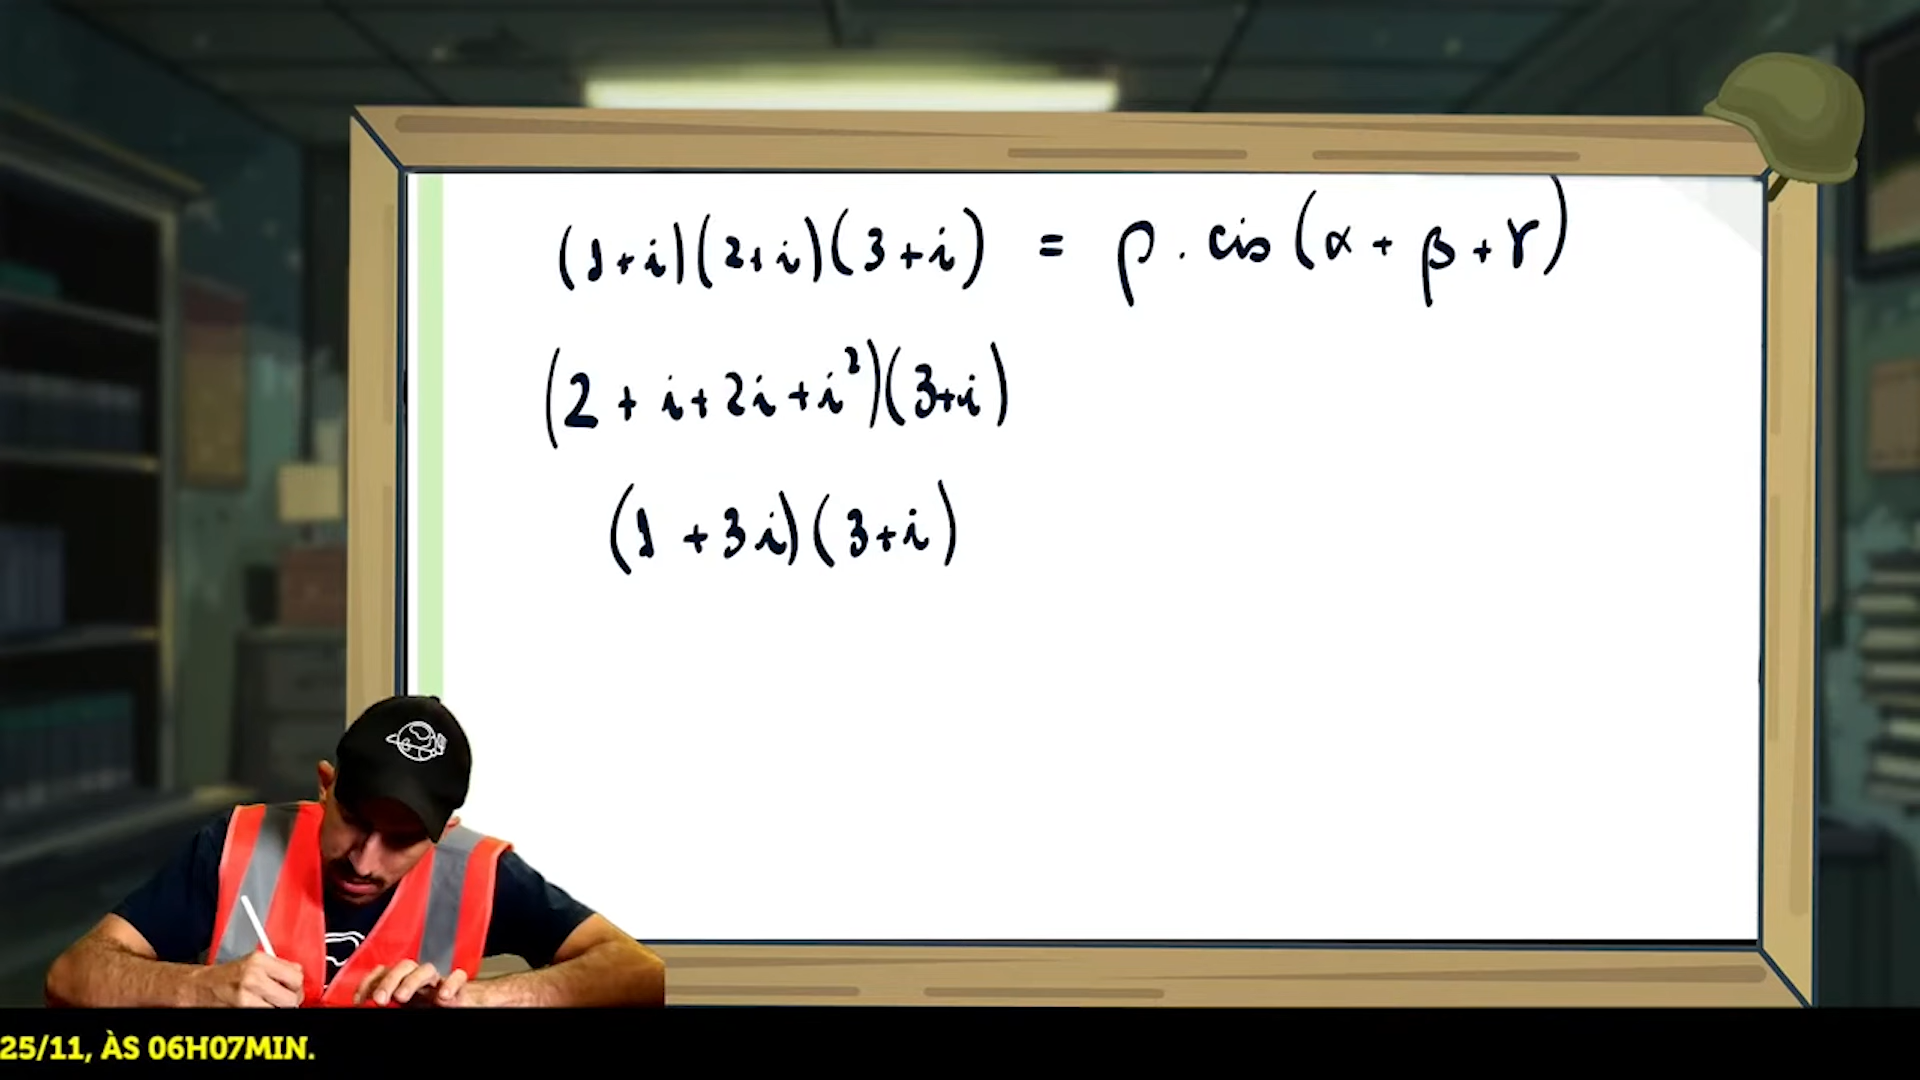 (1+i)(2+i)(3+i) = ρ . cis (α + β + γ)
(2 + i + 2i + i²)(3+i)
(1 + 3i)(3+i)
25/11, ÀS 06H07MIN.